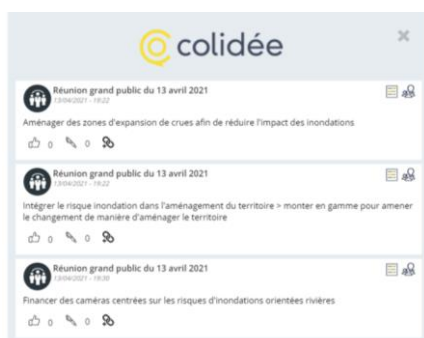 colidée
Réunion grand public du 13 avril 2021
13/04/2021 - 19:22
Aménager des zones d'expansion de crues afin de réduire l'impact des inondations
0 0
Réunion grand public du 13 avril 2021
13/04/2021 - 19:22
Intégrer le risque inondation dans l'aménagement du territoire > monter en gamme pour amener
le changement de manière d'aménager le territoire
0 0
Réunion grand public du 13 avril 2021
13/04/2021 - 19:30
Financer des caméras centrées sur les risques d'inondations orientées rivières
0 0